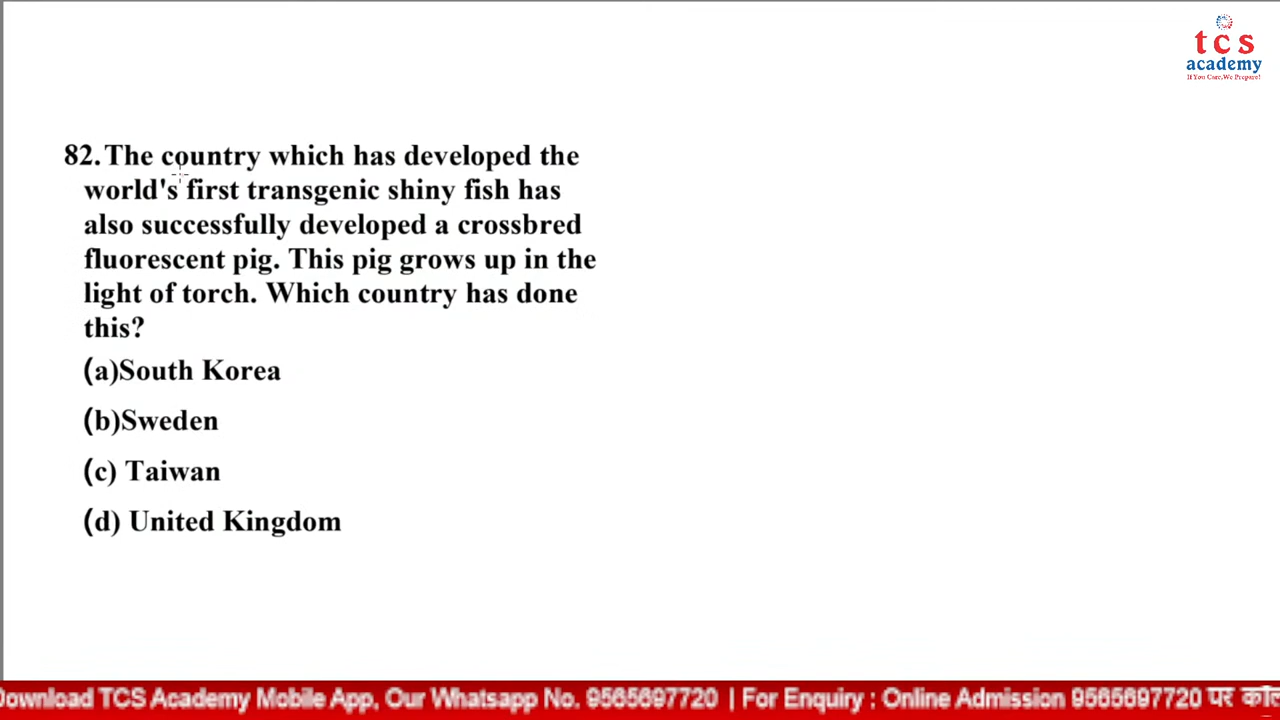 tcs
academy
If You Care,We Prepare!
82.The country which has developed the
world's first transgenic shiny fish has
also successfully developed a crossbred
fluorescent pig. This pig grows up in the
light of torch. Which country has done
this?
(a)South Korea
(b)Sweden
(c) Taiwan
(d) United Kingdom
Download TCS Academy Mobile App, Our Whatsapp No. 9565697720 | For Enquiry : Online Admission 9565697720 पर कॉल